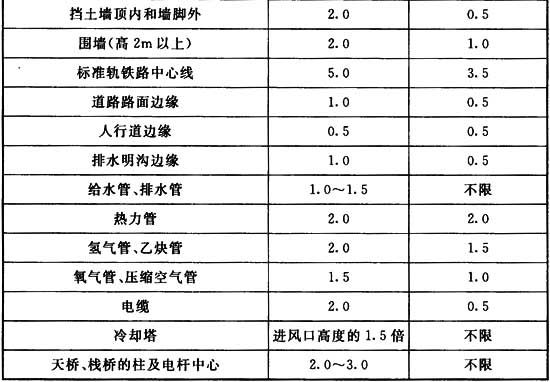 挡土墙顶内和墙脚外 2.0 0.5
围墙(高2m以上) 2.0 1.0
标准轨铁路中心线 5.0 3.5
道路路面边缘 1.0 0.5
人行道边缘 0.5 0.5
排水明沟边缘 1.0 0.5
给水管、排水管 1.0~1.5 不限
热力管 2.0 2.0
氢气管、乙炔管 2.0 1.5
氧气管、压缩空气管 1.5 1.0
电缆 2.0 0.5
冷却塔 进风口高度的1.5倍 不限
天桥、栈桥的柱及电杆中心 2.0~3.0 不限